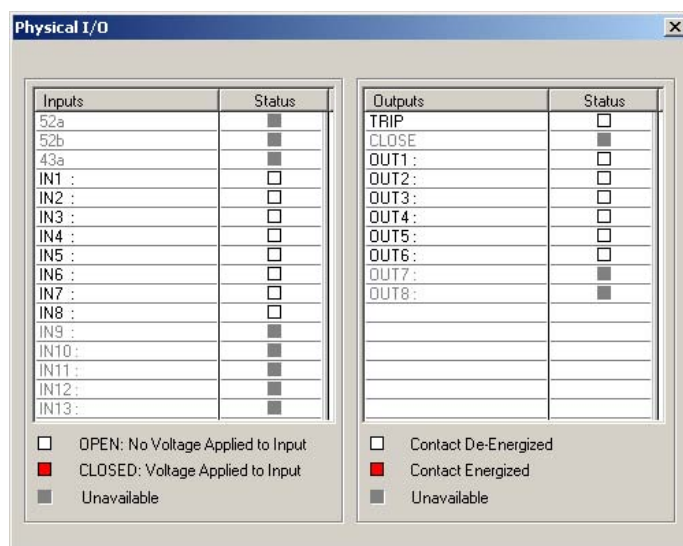 Physical I/O
Inputs Status
52a
52b
43a
IN1 :
IN2 :
IN3 :
IN4 :
IN5 :
IN6 :
IN7 :
IN8 :
IN9 :
IN10 :
IN11 :
IN12 :
IN13 :
OPEN: No Voltage Applied to Input
CLOSED: Voltage Applied to Input
Unavailable
Outputs Status
TRIP
CLOSE
OUT1 :
OUT2 :
OUT3 :
OUT4 :
OUT5 :
OUT6 :
OUT7 :
OUT8 :
Contact De-Energized
Contact Energized
Unavailable